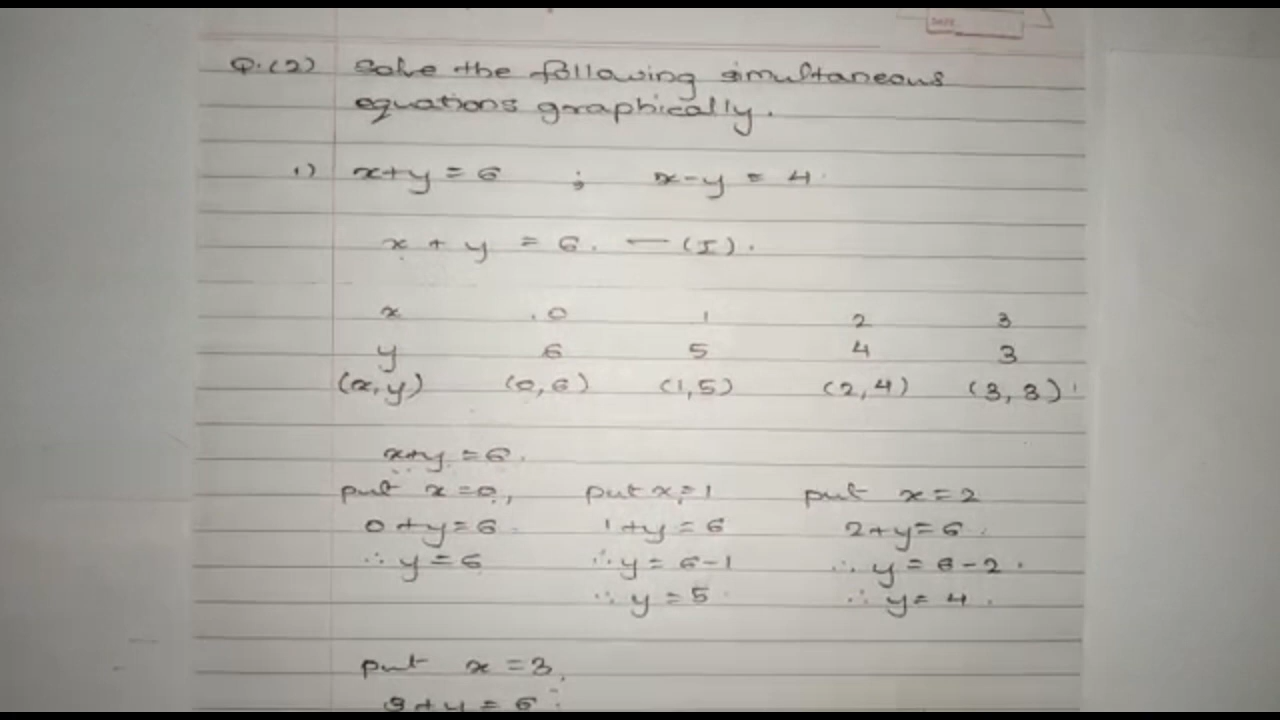 Q.(2) Solve the following simultaneous
equations graphically.
1) x+y=6 ; x-y = 4.
x + y = 6. — (I).
x 0 1 2 3
y 6 5 4 3
(x,y) (0,6) (1,5) (2,4) (3,3)
x+y=6.
put x=0, put x=1 put x=2
0+y=6 1+y=6 2+y=6.
∴ y=6 ∴ y=6-1 ∴ y=6-2.
∴ y=5 ∴ y=4.
put x=3,
3+y=6